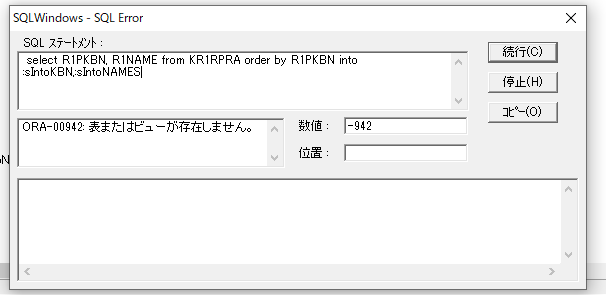 SQLWindows - SQL Error
SQL ステートメント :
select R1PKBN, R1NAME from KR1RPRA order by R1PKBN into
:sIntoKBN,:sIntoNAMES
続行(C)
停止(H)
コピー(O)
ORA-00942: 表またはビューが存在しません。
数値 :
-942
位置 :